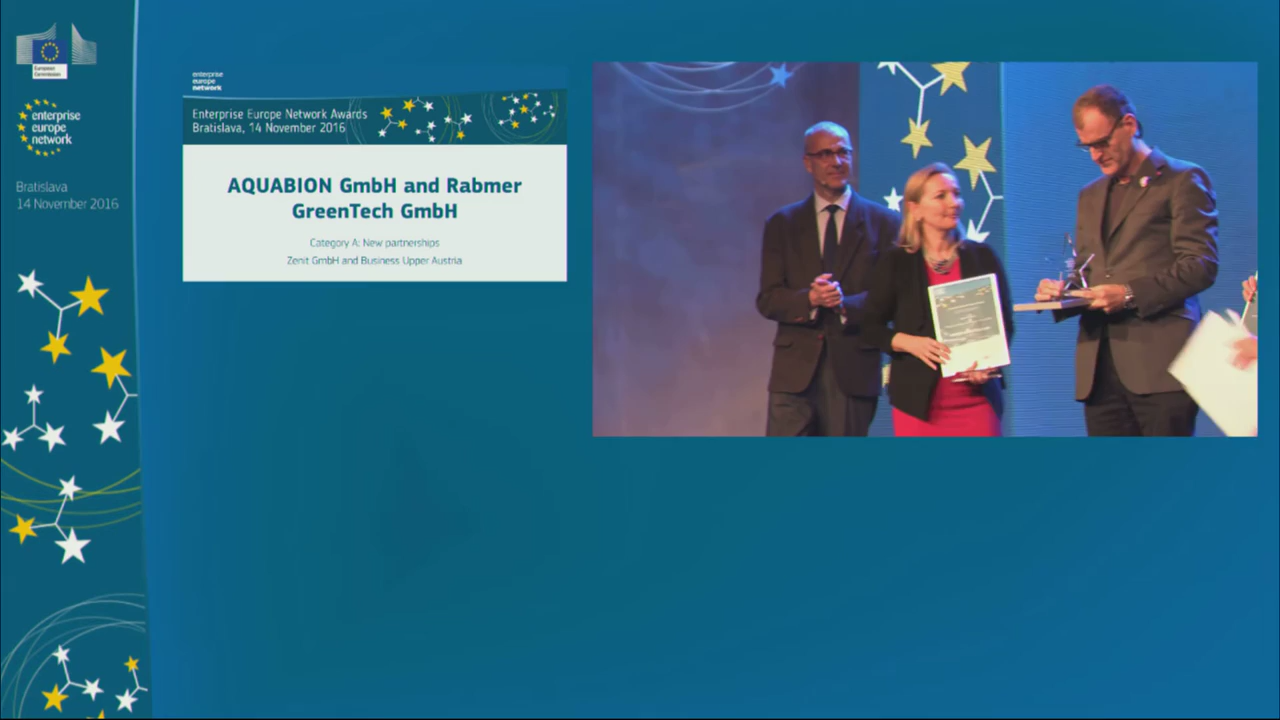 European
Commission
enterprise
europe
network
Bratislava
14 November 2016
enterprise
europe
network
Enterprise Europe Network Awards
Bratislava, 14 November 2016
AQUABION GmbH and Rabmer
GreenTech GmbH
Category A: New partnerships
Zenit GmbH and Business Upper Austria